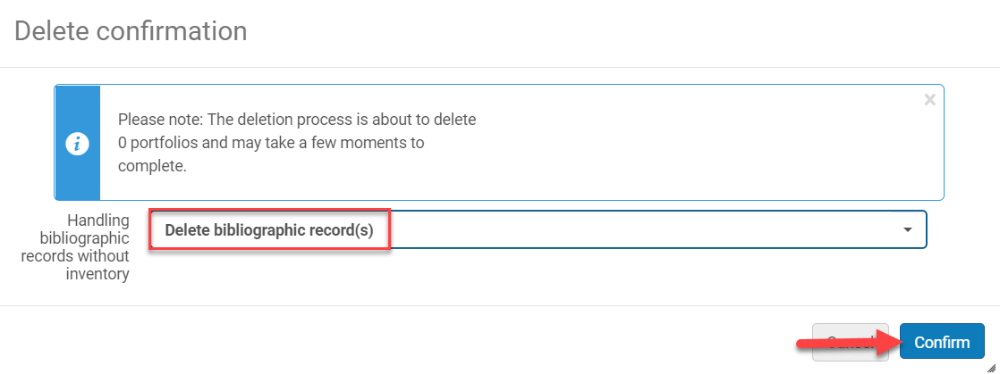 Delete confirmation
Please note: The deletion process is about to delete
0 portfolios and may take a few moments to
complete.
Handling
bibliographic
records without
inventory
Delete bibliographic record(s)
Cancel
Confirm